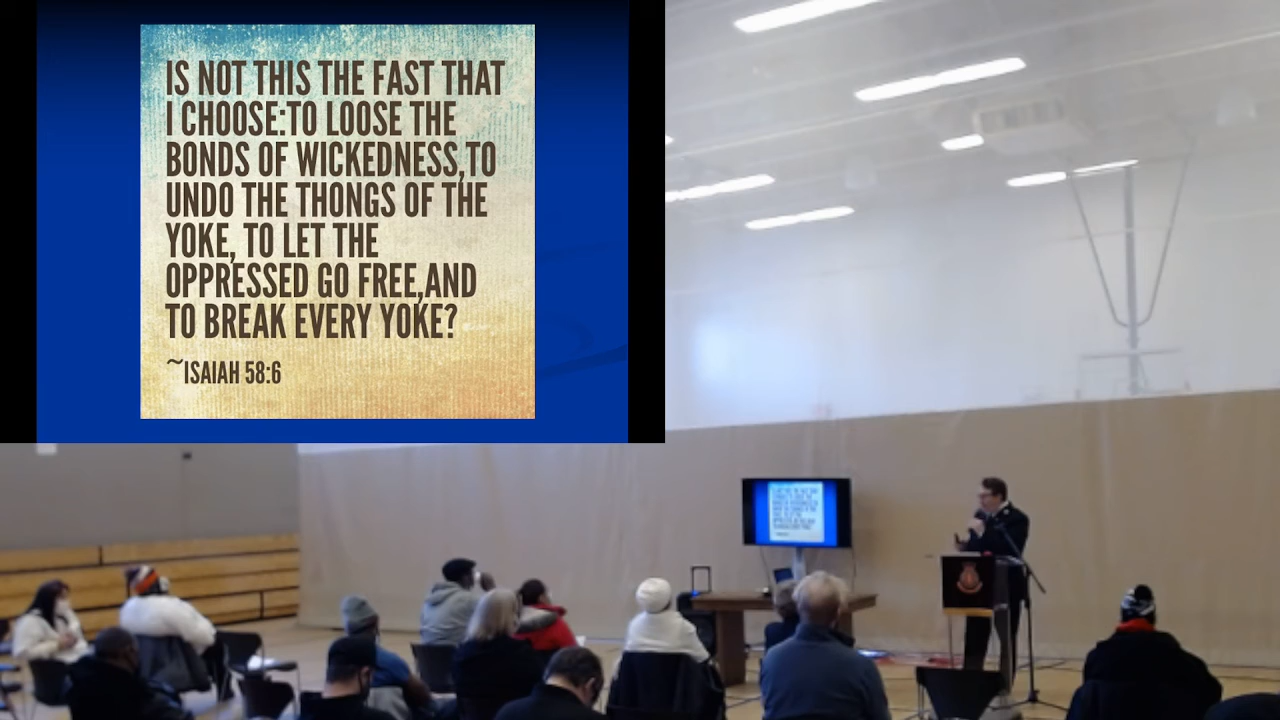 IS NOT THIS THE FAST THAT
I CHOOSE:TO LOOSE THE
BONDS OF WICKEDNESS,TO
UNDO THE THONGS OF THE
YOKE, TO LET THE
OPPRESSED GO FREE,AND
TO BREAK EVERY YOKE?
~ISAIAH 58:6